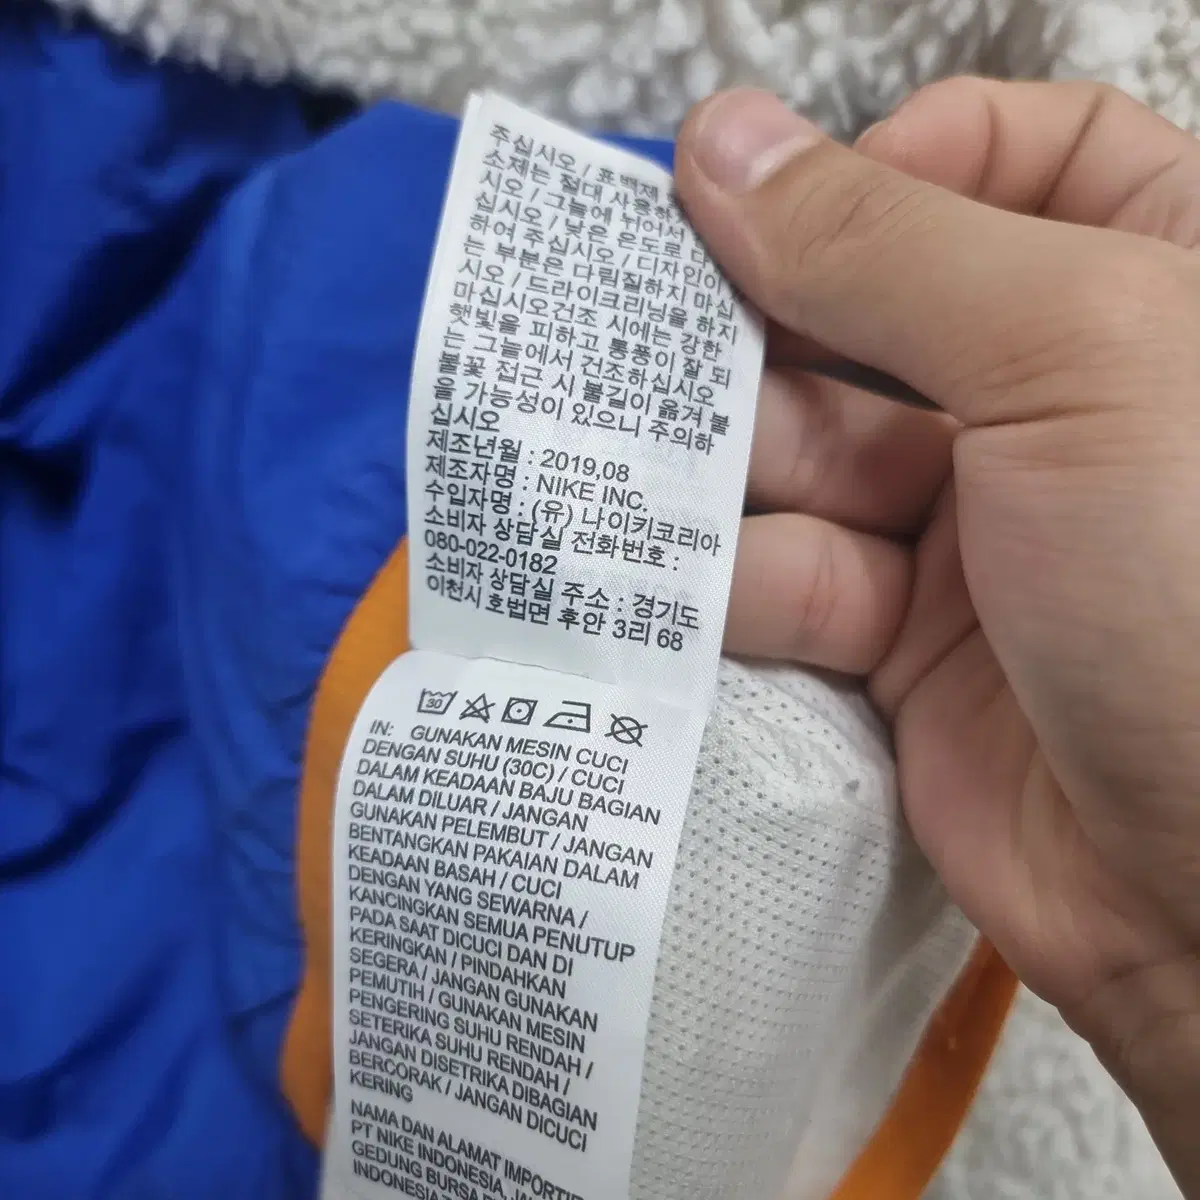 주십시오 / 표백제
소제는 절대 사용하
시오 / 그늘에 뉘어서
십시오 / 낮은 온도로 다
하여 주십시오 / 디자인이
는 부분은 다림질하지 마십
시오 / 드라이크리닝을 하지
마십시오건조 시에는 강한
햇빛을 피하고 통풍이 잘 되
는 그늘에서 건조하십시오
불꽃 접근 시 불길이 옮겨 붙
을 가능성이 있으니 주의하
십시오
제조년월 : 2019,08
제조자명 : NIKE INC.
수입자명 : (유) 나이키코리아
소비자 상담실 전화번호 :
080-022-0182
소비자 상담실 주소 : 경기도
이천시 호법면 후안 3리 68
30
IN: GUNAKAN MESIN CUCI
DENGAN SUHU (30C) / CUCI
DALAM KEADAAN BAJU BAGIAN
DALAM DILUAR / JANGAN
GUNAKAN PELEMBUT / JANGAN
BENTANGKAN PAKAIAN DALAM
KEADAAN BASAH / CUCI
DENGAN YANG SEWARNA /
KANCINGKAN SEMUA PENUTUP
PADA SAAT DICUCI DAN DI
KERINGKAN / PINDAHKAN
SEGERA / JANGAN GUNAKAN
PEMUTIH / GUNAKAN MESIN
PENGERING SUHU RENDAH /
SETERIKA SUHU RENDAH /
JANGAN DISETRIKA DIBAGIAN
BERCORAK / JANGAN DICUCI
KERING
NAMA DAN ALAMAT IMPORTIR
PT NIKE INDONESIA,
GEDUNG BURSA
INDONESIA